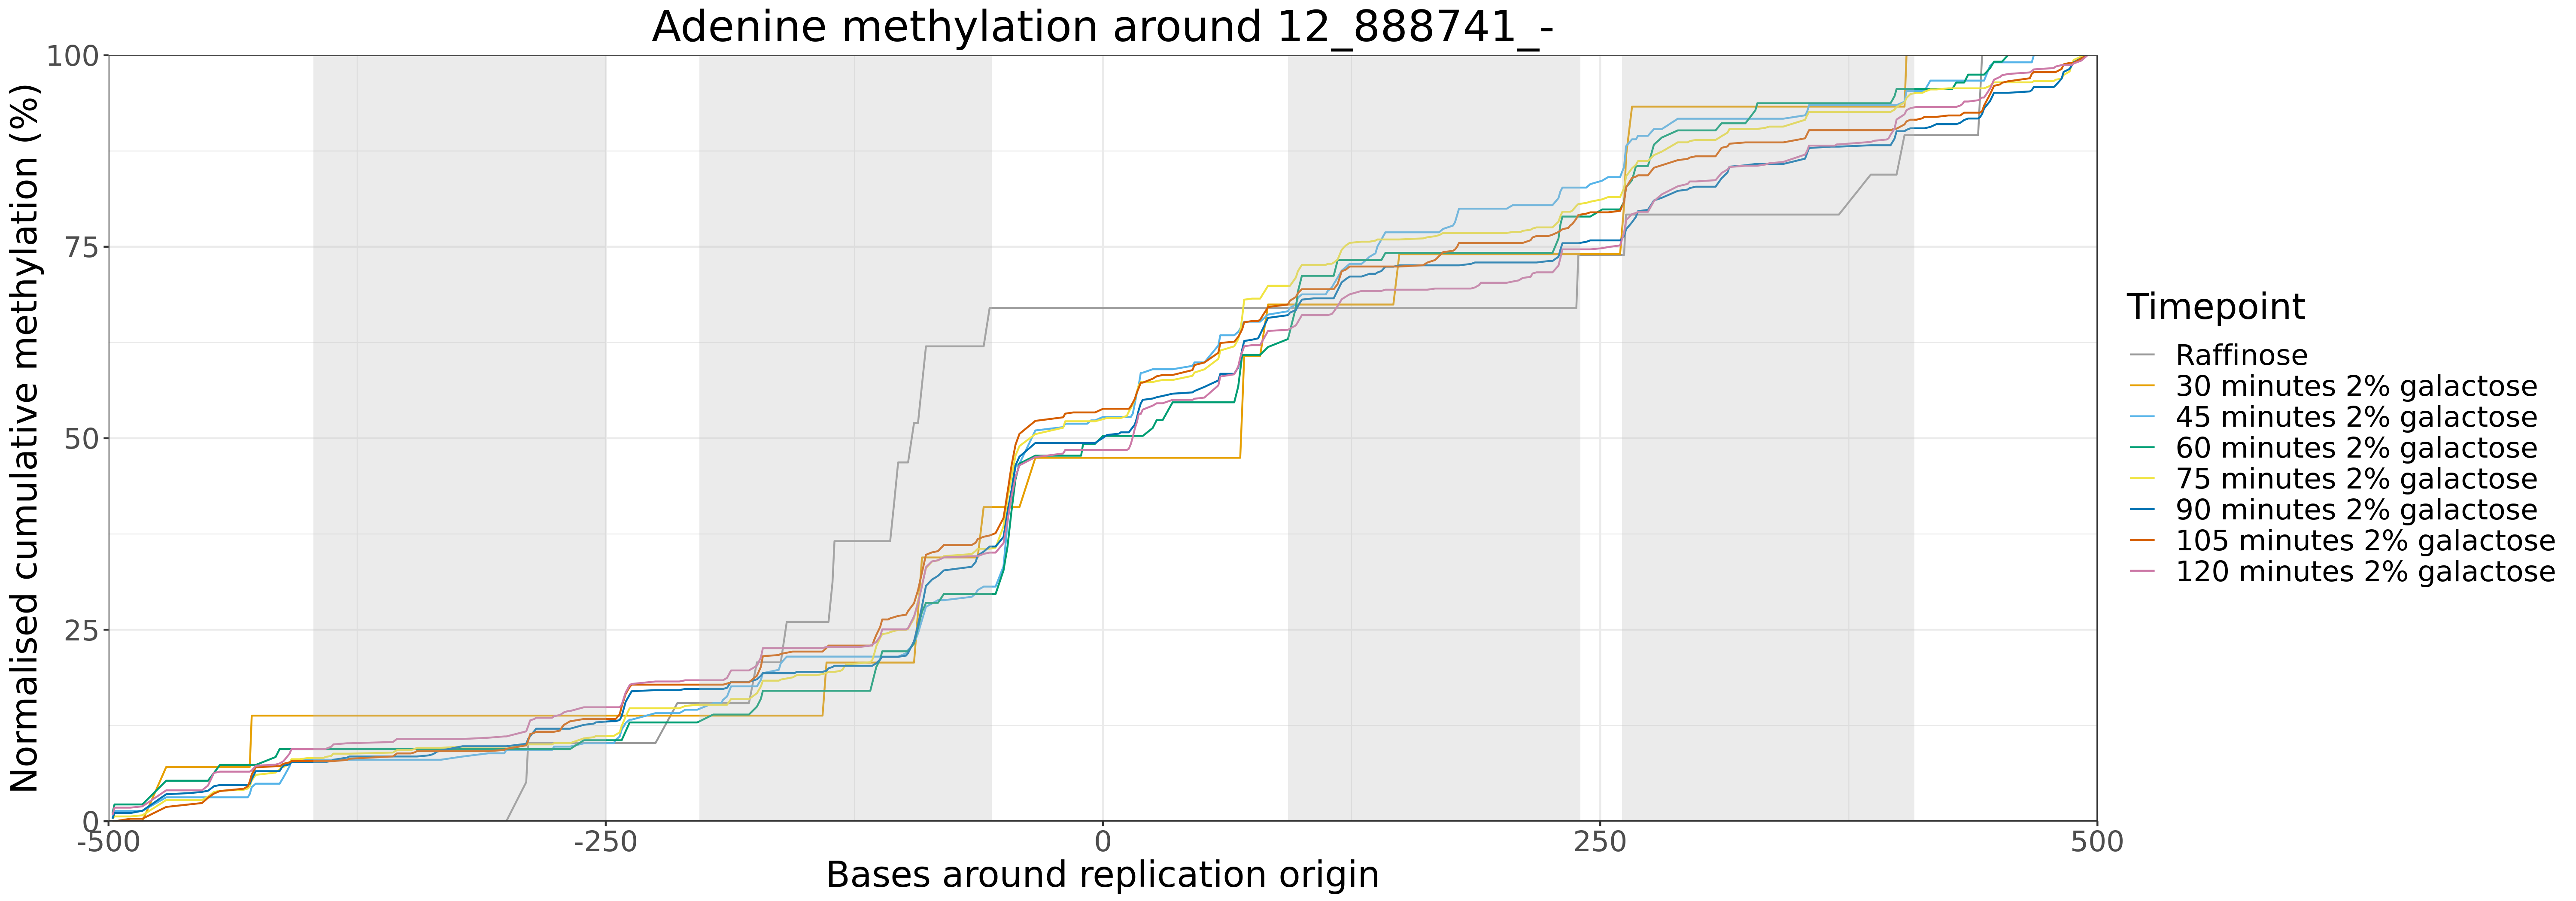 Adenine methylation around 12_888741_-
Normalised cumulative methylation (%)
100
75
50
25
0
-500
-250
0
250
500
Bases around replication origin
Timepoint
Raffinose
30 minutes 2% galactose
45 minutes 2% galactose
60 minutes 2% galactose
75 minutes 2% galactose
90 minutes 2% galactose
105 minutes 2% galactose
120 minutes 2% galactose